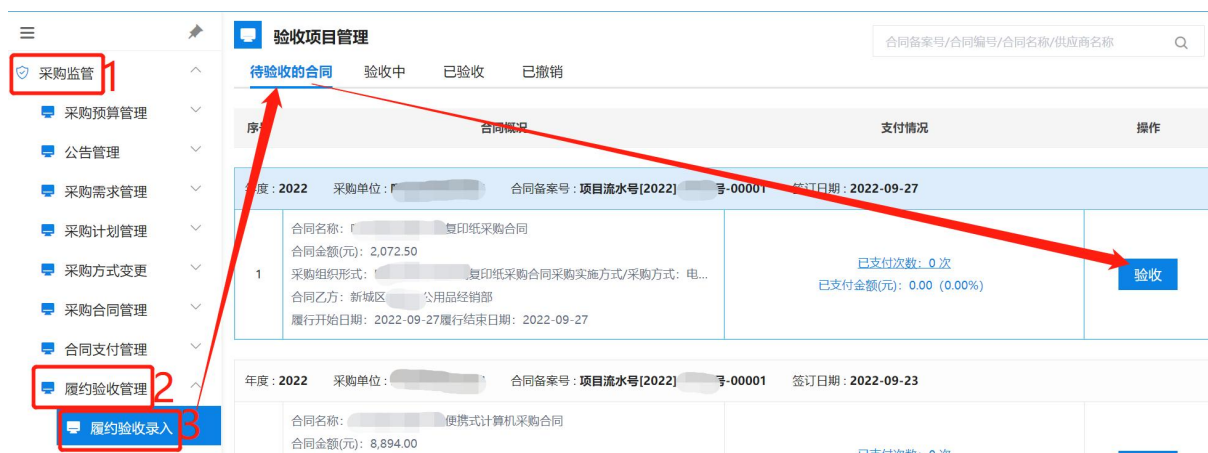 验收项目管理
合同备案号/合同编号/合同名称/供应商名称
采购监管
1
采购预算管理
公告管理
采购需求管理
采购计划管理
采购方式变更
采购合同管理
合同支付管理
履约验收管理
2
履约验收录入
3
待验收的合同 验收中 已验收 已撤销
序号 合同概况 支付情况 操作
年度：2022 采购单位： 合同备案号：项目流水号[2022] 号-00001 签订日期：2022-09-27
1
合同名称： 复印纸采购合同
合同金额(元)：2,072.50
采购组织形式： 复印纸采购合同采购实施方式/采购方式：电...
合同乙方：新城区 公用品经销部
履行开始日期：2022-09-27履行结束日期：2022-09-27
已支付次数：0 次
已支付金额(元)：0.00 (0.00%)
验收
年度：2022 采购单位： 合同备案号：项目流水号[2022] 号-00001 签订日期：2022-09-23
合同名称： 便携式计算机采购合同
合同金额(元)：8,894.00